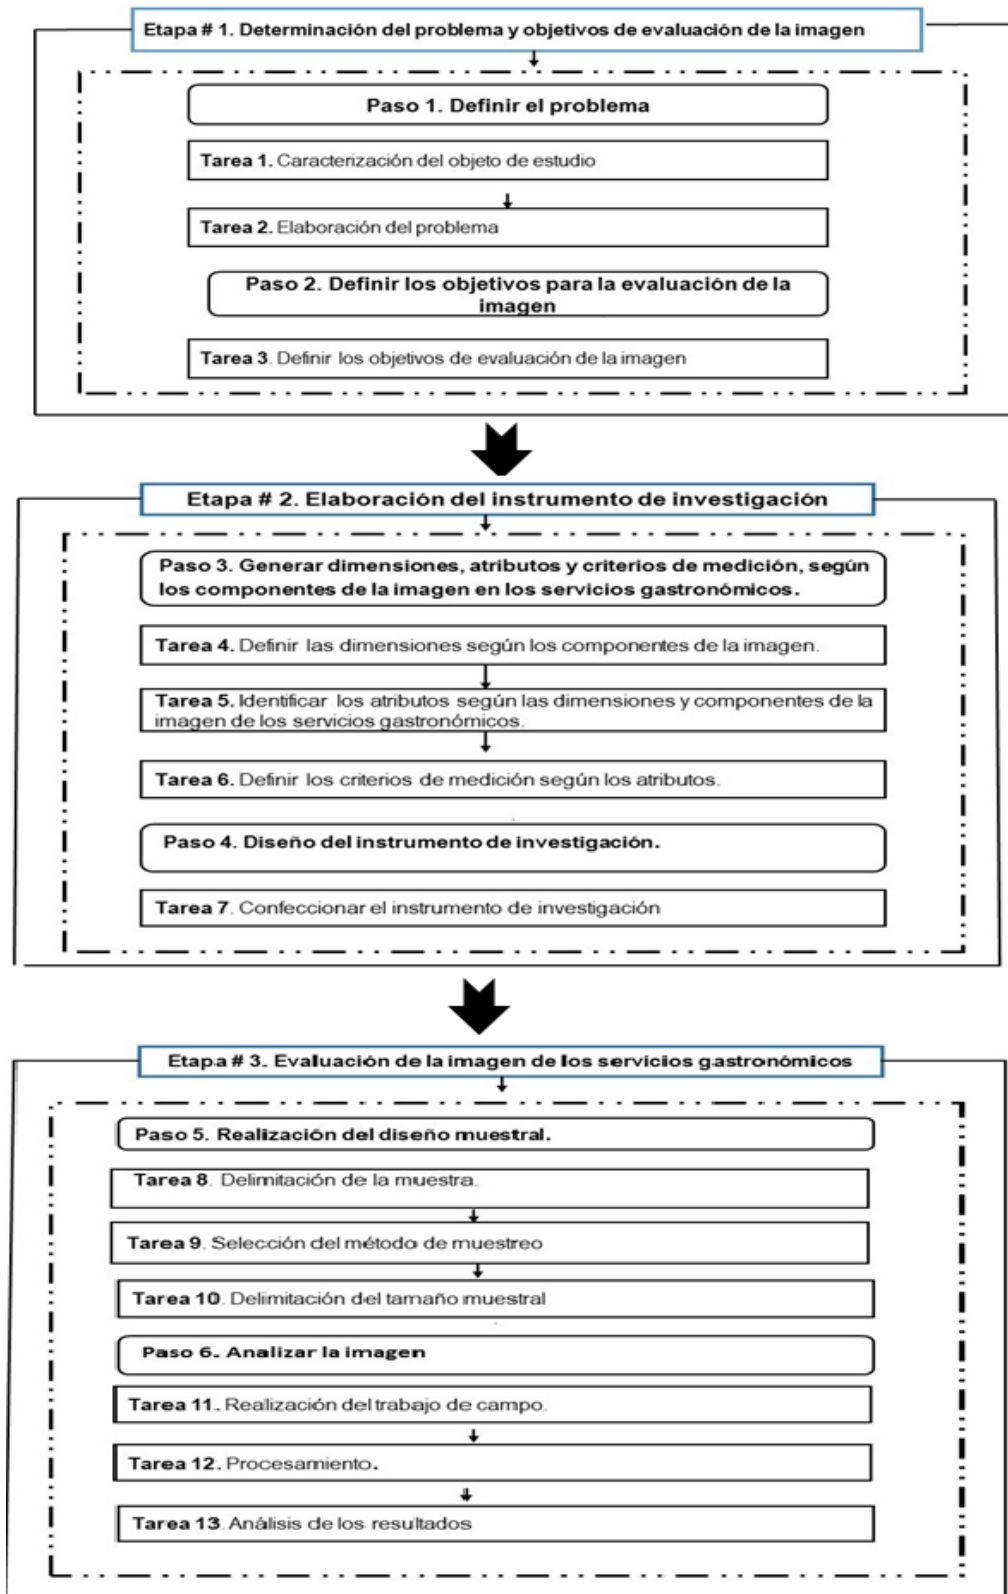 Etapa # 1. Determinación del problema y objetivos de evaluación de la imagen
Paso 1. Definir el problema
Tarea 1. Caracterización del objeto de estudio
Tarea 2. Elaboración del problema
Paso 2. Definir los objetivos para la evaluación de la
imagen
Tarea 3. Definir los objetivos de evaluación de la imagen
Etapa # 2. Elaboración del instrumento de investigación
Paso 3. Generar dimensiones, atributos y criterios de medición, según
los componentes de la imagen en los servicios gastronómicos.
Tarea 4. Definir las dimensiones según los componentes de la imagen.
Tarea 5. Identificar los atributos según las dimensiones y componentes de la
imagen de los servicios gastronómicos.
Tarea 6. Definir los criterios de medición según los atributos.
Paso 4. Diseño del instrumento de investigación.
Tarea 7. Confeccionar el instrumento de investigación
Etapa # 3. Evaluación de la imagen de los servicios gastronómicos
Paso 5. Realización del diseño muestral.
Tarea 8. Delimitación de la muestra.
Tarea 9. Selección del método de muestreo
Tarea 10. Delimitación del tamaño muestral
Paso 6. Analizar la imagen
Tarea 11. Realización del trabajo de campo.
Tarea 12. Procesamiento.
Tarea 13. Análisis de los resultados